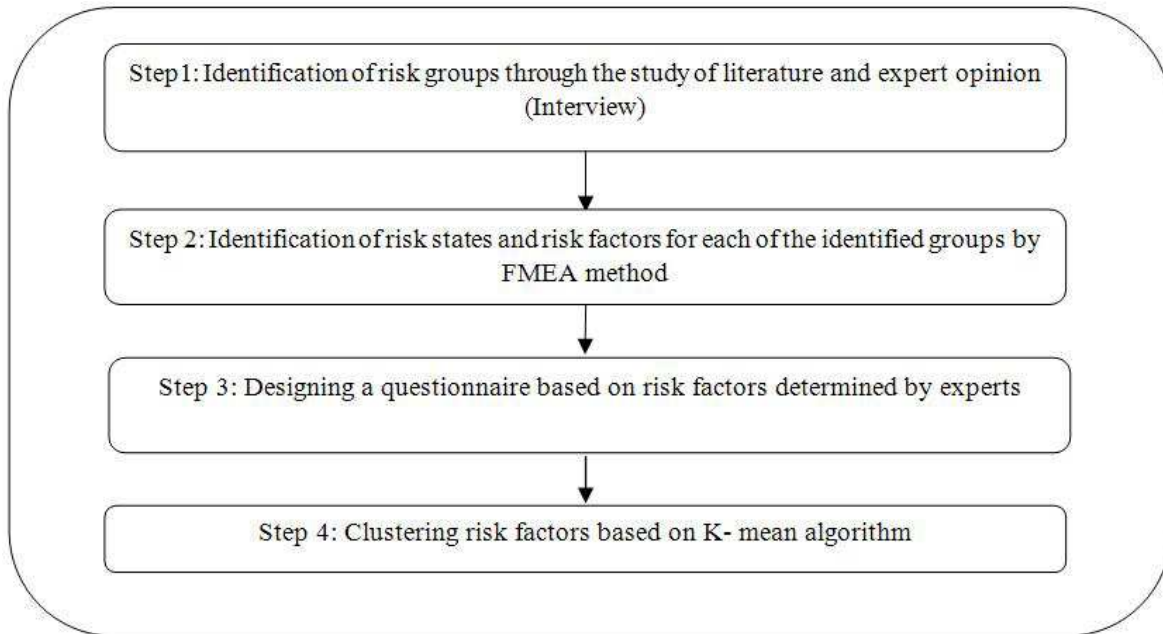 Step1: Identification of risk groups through the study of literature and expert opinion
(Interview)
Step 2: Identification of risk states and risk factors for each of the identified groups by
FMEA method
Step 3: Designing a questionnaire based on risk factors determined by experts
Step 4: Clustering risk factors based on K- mean algorithm